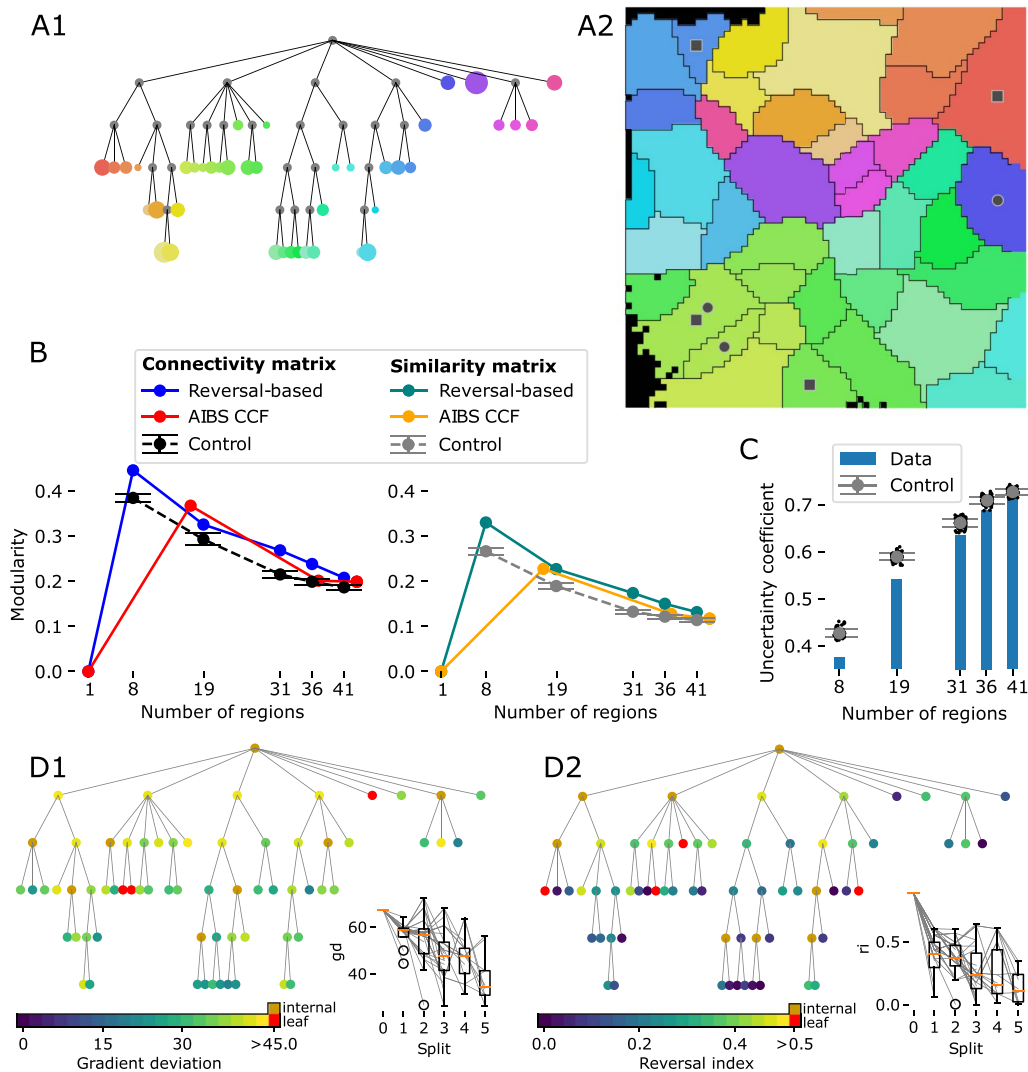 A1
A2
B
Connectivity matrix
Reversal-based
AIBS CCF
Control
Similarity matrix
Reversal-based
AIBS CCF
Control
Modularity
0.4
0.3
0.2
0.1
0.0
1 8 19 31 36 41
Number of regions
0.4
0.3
0.2
0.1
0.0
1 8 19 31 36 41
Number of regions
C
Data
Control
Uncertainty coefficient
0.7
0.6
0.5
0.4
8 19 31 36 41
Number of regions
D1
internal
leaf
0 15 30 >45.0
Gradient deviation
gd
60
40
0 1 2 3 4 5
Split
D2
internal
leaf
0.0 0.2 0.4 >0.5
Reversal index
ri
0.5
0.0
0 1 2 3 4 5
Split